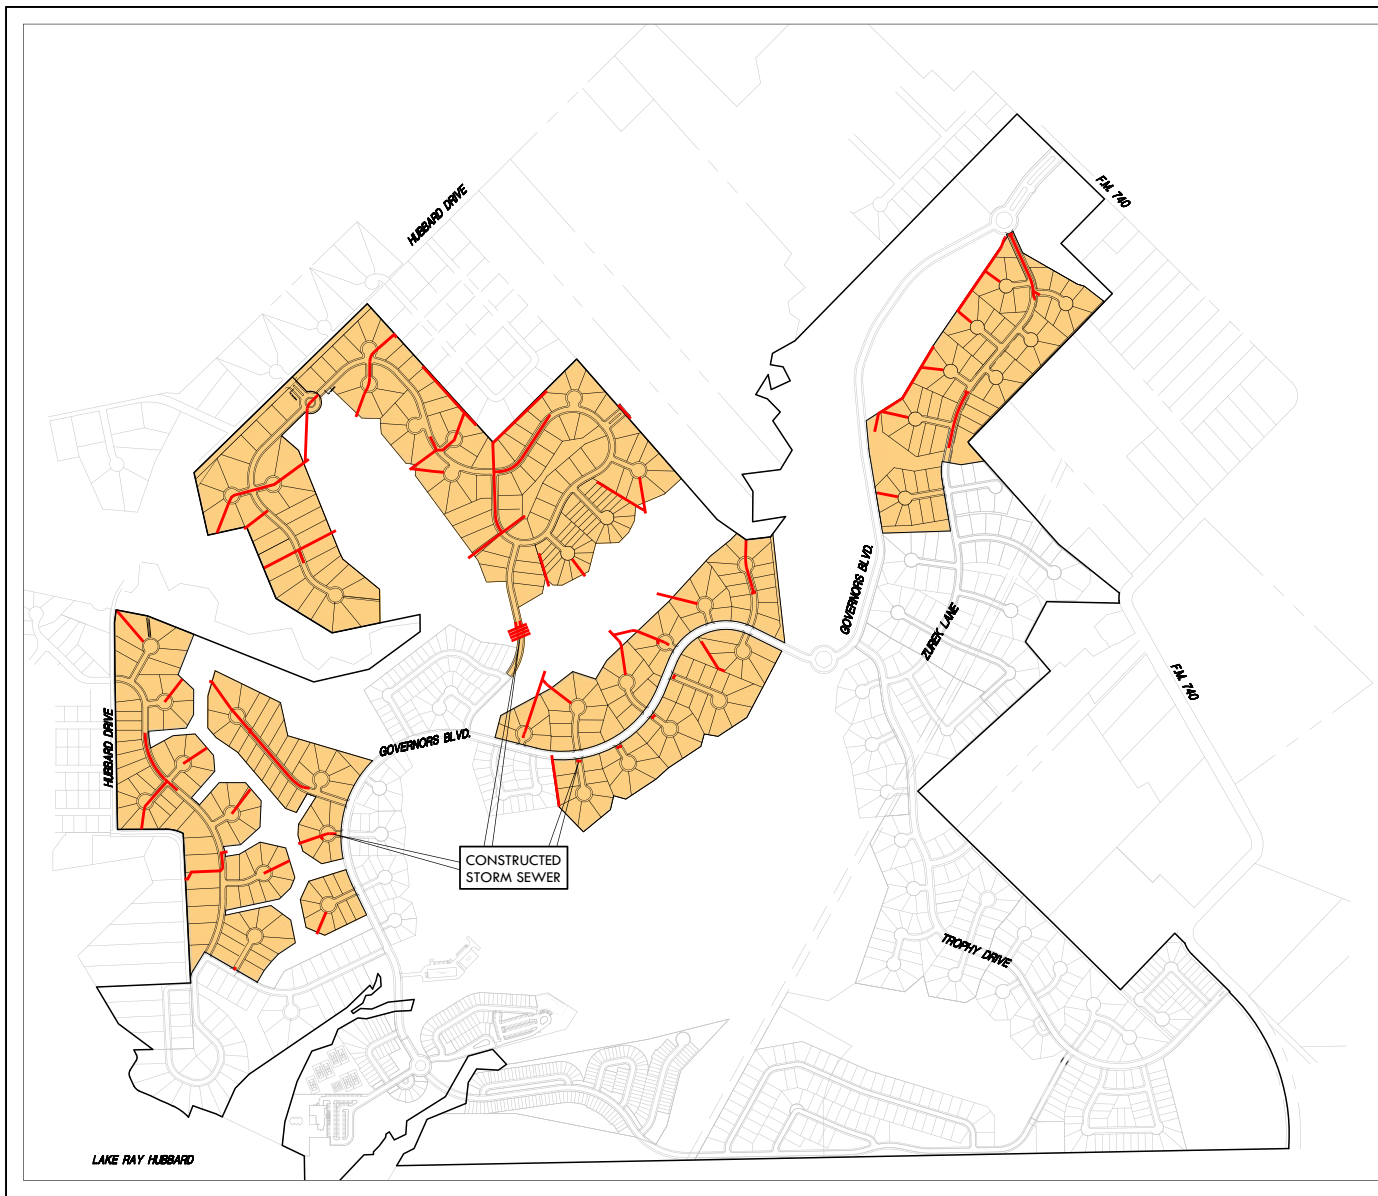 F.M. 740
HUBBARD DRIVE
GOVERNORS BLVD.
ZUREK LANE
F.M. 740
HUBBARD DRIVE
GOVERNORS BLVD.
CONSTRUCTED
STORM SEWER
TROPHY DRIVE
LAKE RAY HUBBARD